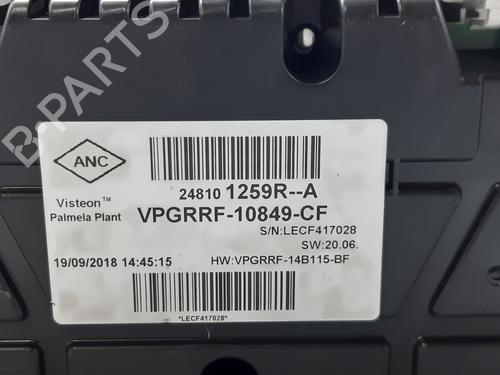 B-PARTS
ANC
24810 1259R--A
Visteon™
Palmela Plant
VPGRRF-10849-CF
S/N:LECF417028
SW:20.06.
19/09/2018 14:45:15
HW:VPGRRF-14B115-BF
*LECF417028*